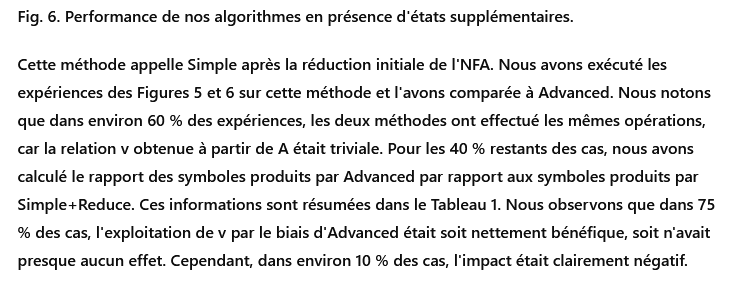 Fig. 6. Performance de nos algorithmes en présence d'états supplémentaires.
Cette méthode appelle Simple après la réduction initiale de l'NFA. Nous avons exécuté les
expériences des Figures 5 et 6 sur cette méthode et l'avons comparée à Advanced. Nous notons
que dans environ 60 % des expériences, les deux méthodes ont effectué les mêmes opérations,
car la relation v obtenue à partir de A était triviale. Pour les 40 % restants des cas, nous avons
calculé le rapport des symboles produits par Advanced par rapport aux symboles produits par
Simple+Reduce. Ces informations sont résumées dans le Tableau 1. Nous observons que dans 75
% des cas, l'exploitation de v par le biais d'Advanced était soit nettement bénéfique, soit n'avait
presque aucun effet. Cependant, dans environ 10 % des cas, l'impact était clairement négatif.